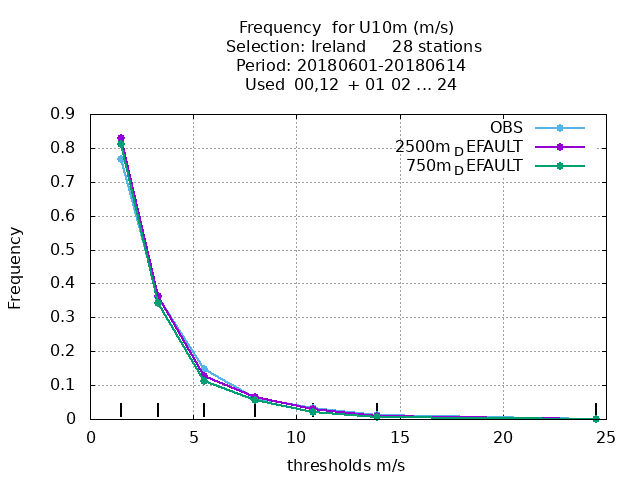 Frequency  for U10m (m/s)
Selection: Ireland     28 stations
Period: 20180601-20180614
Used  00,12  + 01 02 ... 24
OBS
2500m_DEFAULT
750m_DEFAULT
Frequency
0.9
0.8
0.7
0.6
0.5
0.4
0.3
0.2
0.1
0
0 5 10 15 20 25
thresholds m/s